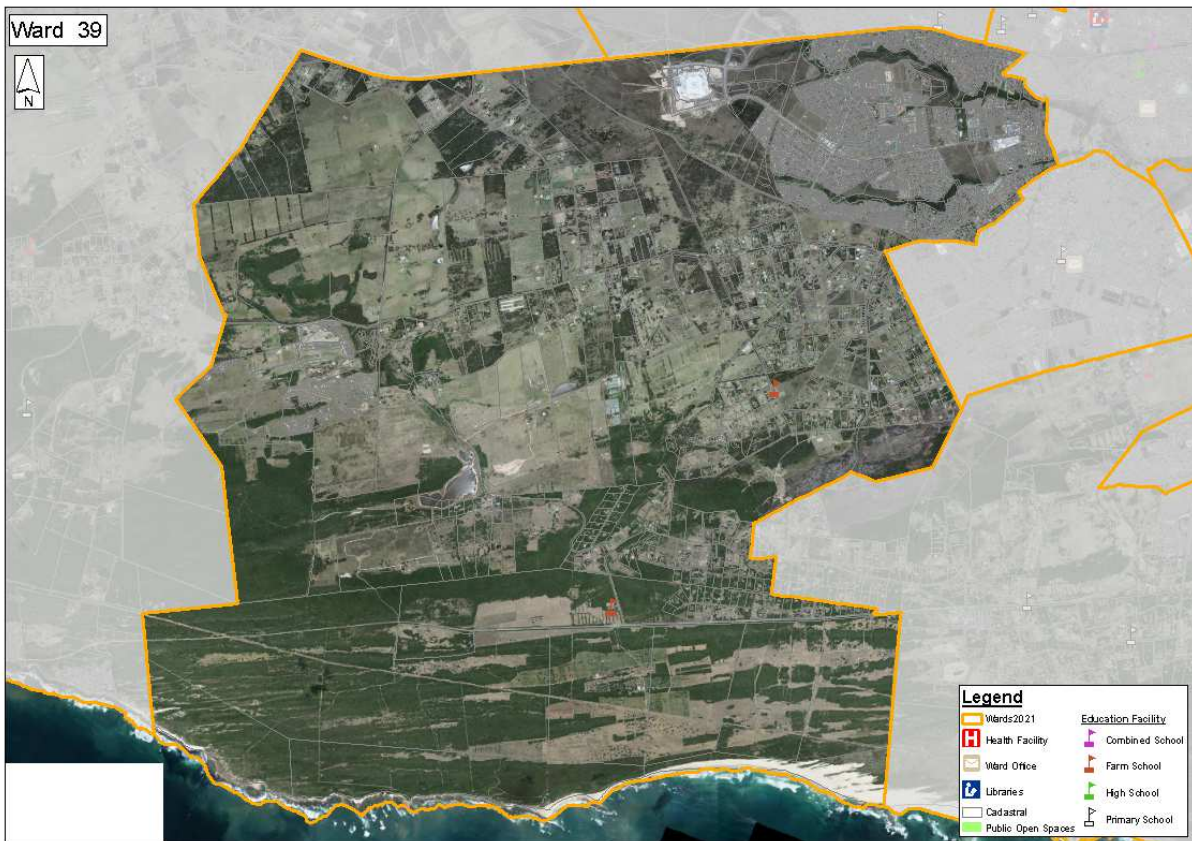 Ward 39
N
Legend
Wards2021
Health Facility
Ward Office
Libraries
Cadastral
Public Open Spaces
Education Facility
Combined School
Farm School
High School
Primary School